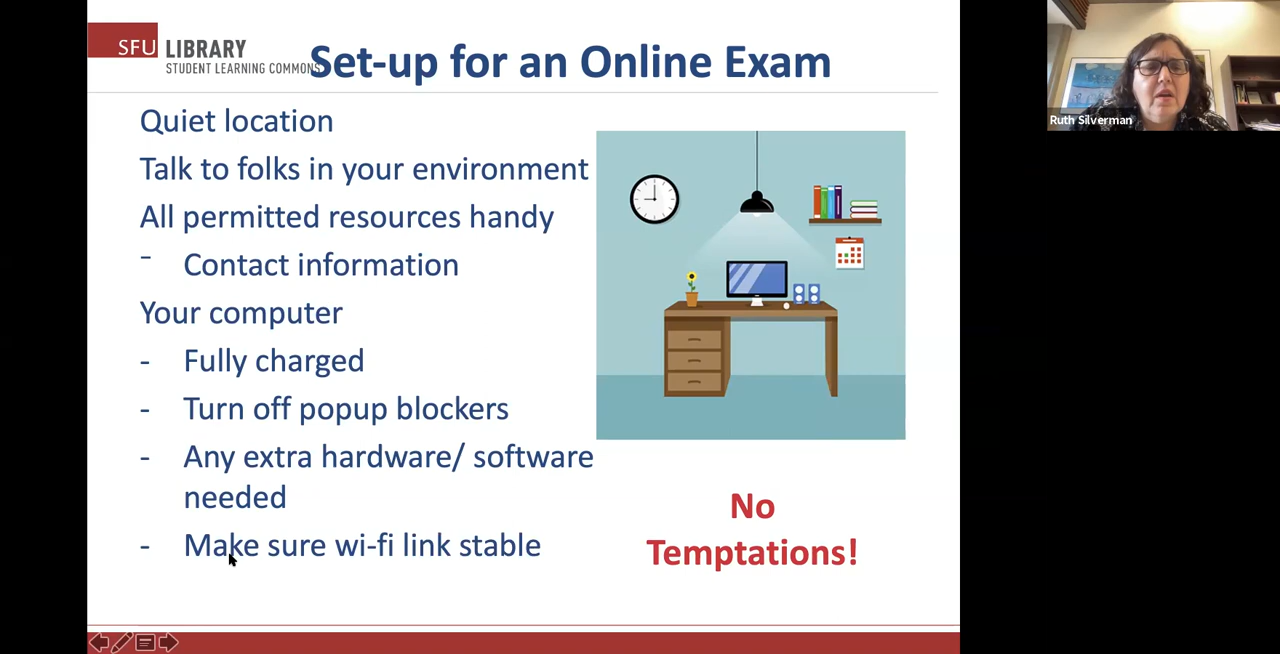 SFU LIBRARY
STUDENT LEARNING COMMONS
Set-up for an Online Exam
Quiet location
Talk to folks in your environment
All permitted resources handy
- Contact information
Your computer
- Fully charged
- Turn off popup blockers
- Any extra hardware/ software
needed
- Make sure wi-fi link stable
No
Temptations!
Ruth Silverman